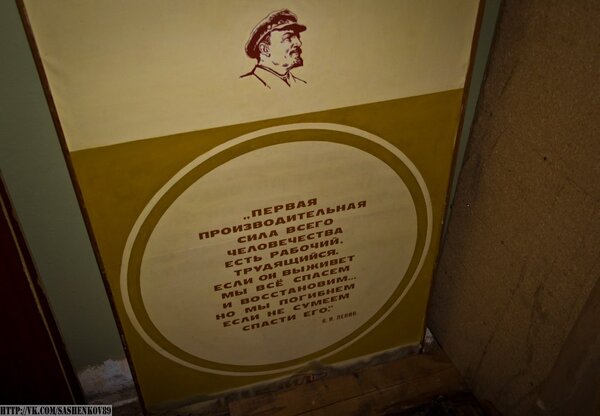 „ПЕРВАЯ
ПРОИЗВОДИТЕЛЬНАЯ
СИЛА ВСЕГО
ЧЕЛОВЕЧЕСТВА
ЕСТЬ РАБОЧИЙ.
ТРУДЯЩИЙСЯ.
ЕСЛИ ОН ВЫЖИВЕТ
МЫ ВСЁ СПАСЕМ
И ВОССТАНОВИМ...
НО МЫ ПОГИБНЕМ
ЕСЛИ НЕ СУМЕЕМ
СПАСТИ ЕГО."
В. И. ЛЕНИН
HTTP://VK.COM/SASHENKOV89